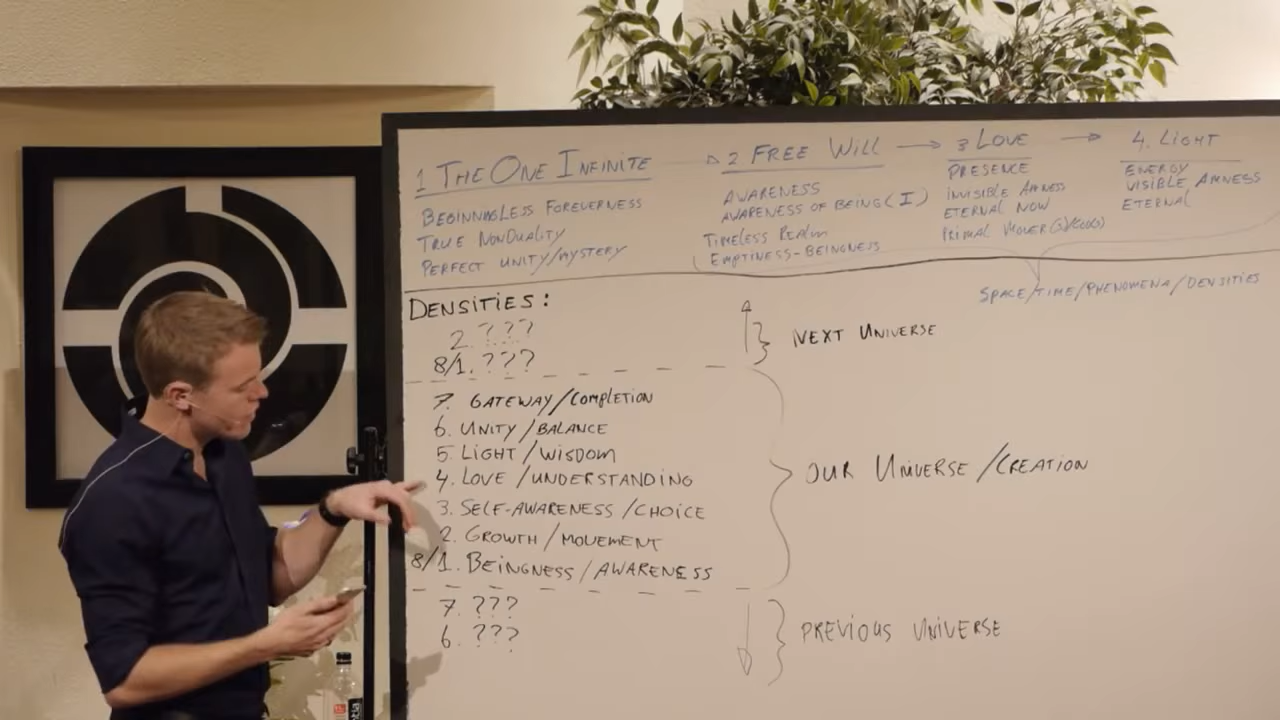 1 THE ONE INFINITE → 2 FREE WILL → 3 LOVE → 4. LIGHT
BEGINNINGLESS FOREVERNESS
TRUE NONDUALITY
PERFECT UNITY/MYSTERY
AWARENESS
AWARENESS OF BEING (I)
TIMELESS REALM
EMPTINESS-BEINGNESS
PRESENCE
INVISIBLE AMNESS
ETERNAL NOW
PRIMAL MOVER
ENERGY
VISIBLE AMNESS
ETERNAL
SPACE/TIME/PHENOMENA/DENSITIES
DENSITIES:
2. ???
8/1. ???
NEXT UNIVERSE
7. GATEWAY/COMPLETION
6. UNITY/BALANCE
5. LIGHT/WISDOM
4. LOVE/UNDERSTANDING
3. SELF-AWARENESS/CHOICE
2. GROWTH/MOVEMENT
8/1. BEINGNESS/AWARENESS
OUR UNIVERSE/CREATION
7. ???
6. ???
PREVIOUS UNIVERSE